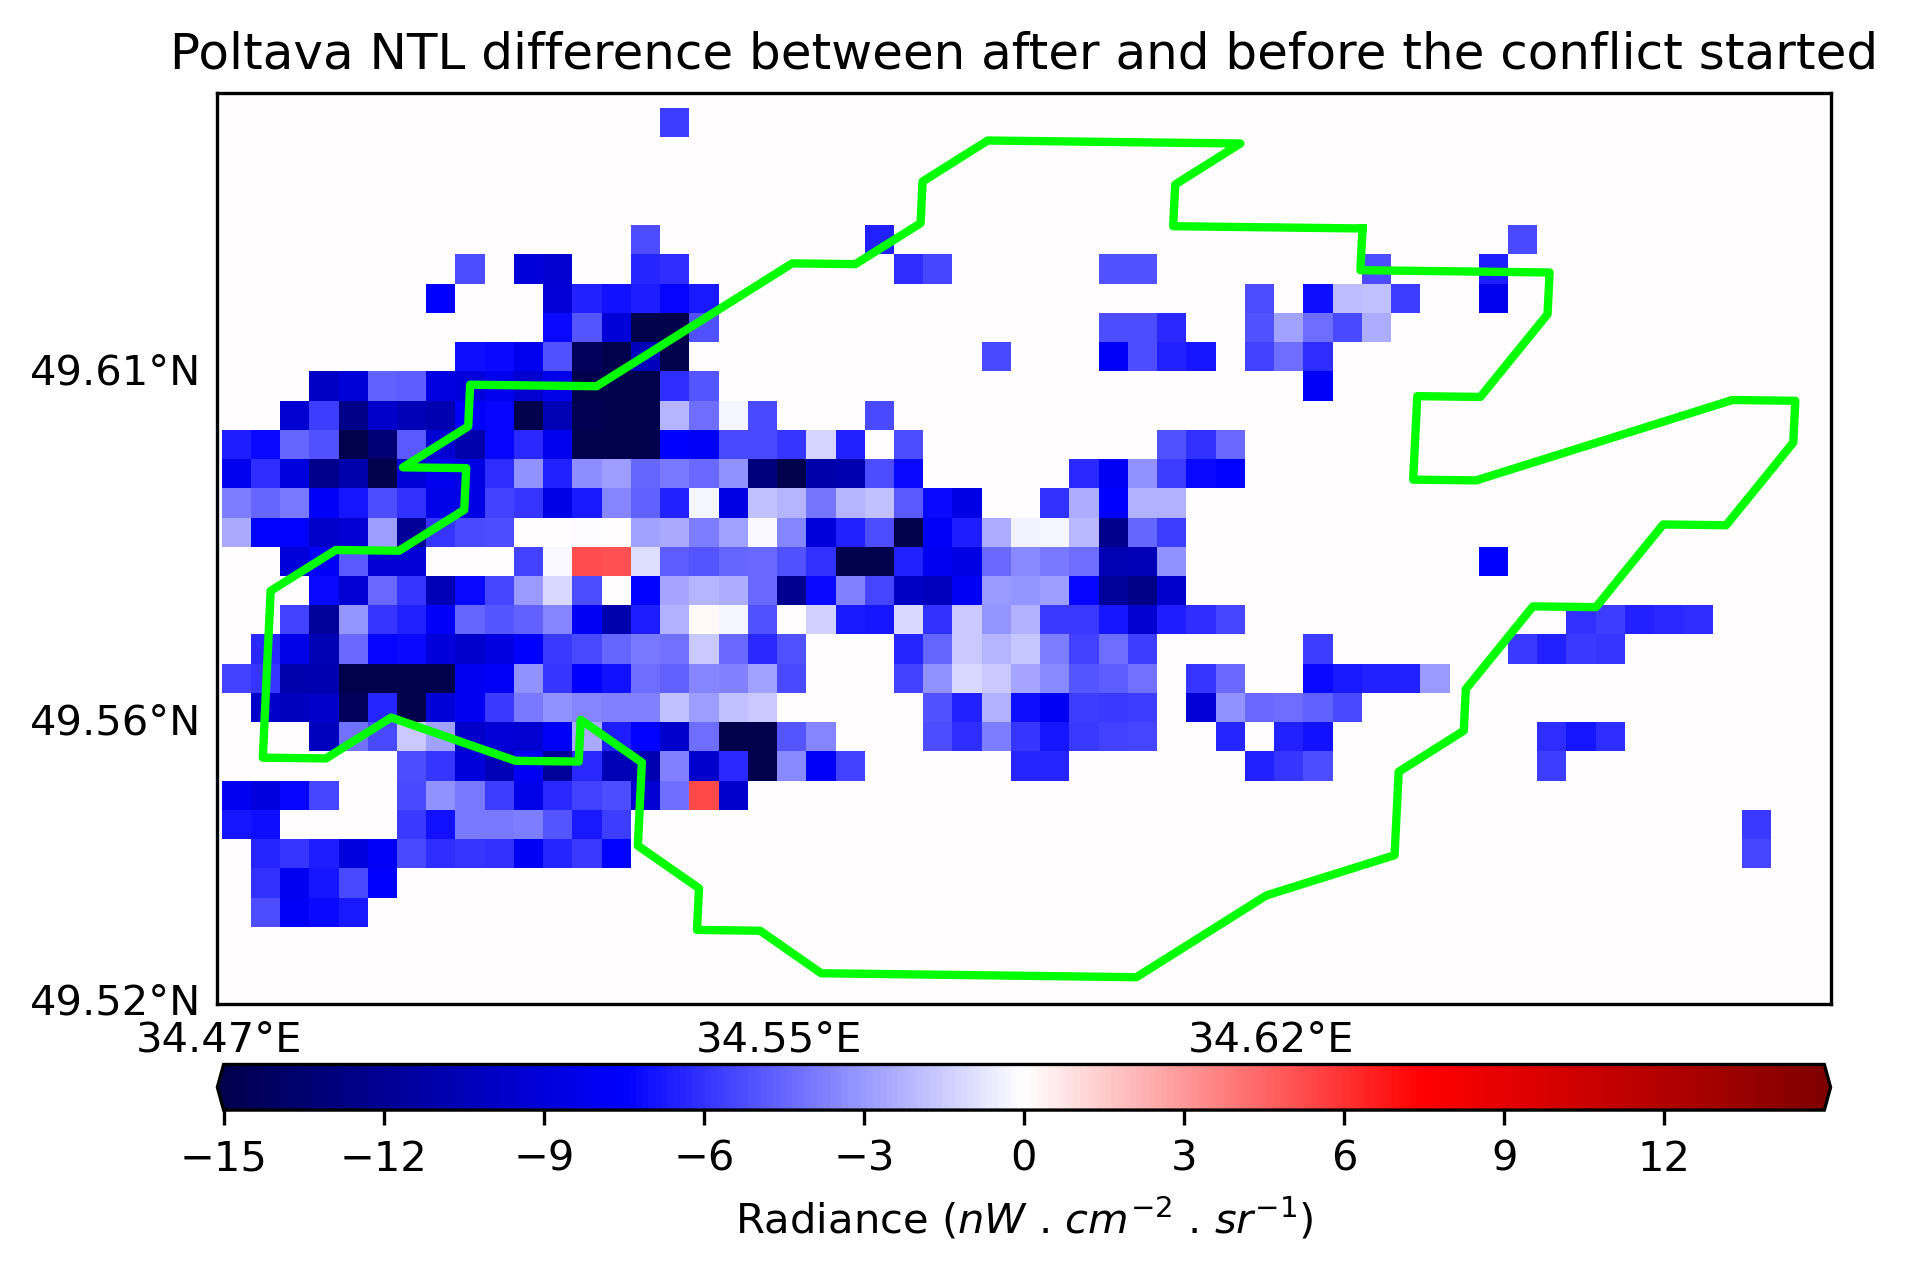 Poltava NTL difference between after and before the conflict started
49.61°N
49.56°N
49.52°N
34.47°E 34.55°E 34.62°E
−15 −12 −9 −6 −3 0 3 6 9 12
Radiance (nW . cm⁻² . sr⁻¹)